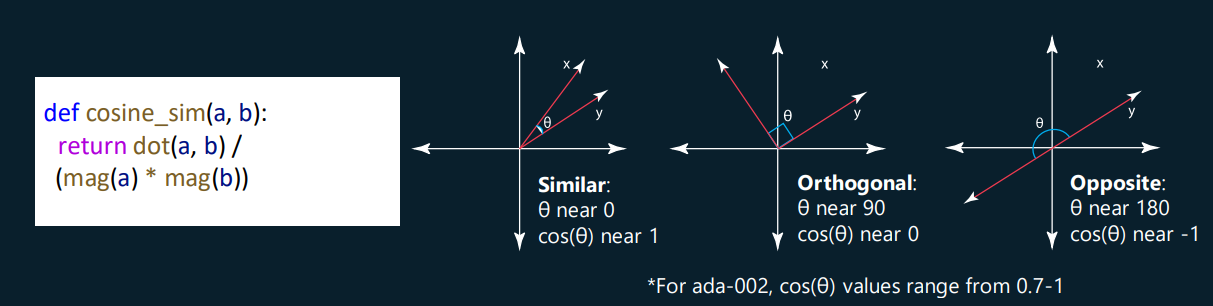 def cosine_sim(a, b):
return dot(a, b) /
(mag(a) * mag(b))
x
θ
y
Similar:
θ near 0
cos(θ) near 1
x
θ
y
Orthogonal:
θ near 90
cos(θ) near 0
x
θ
y
Opposite:
θ near 180
cos(θ) near -1
*For ada-002, cos(θ) values range from 0.7-1